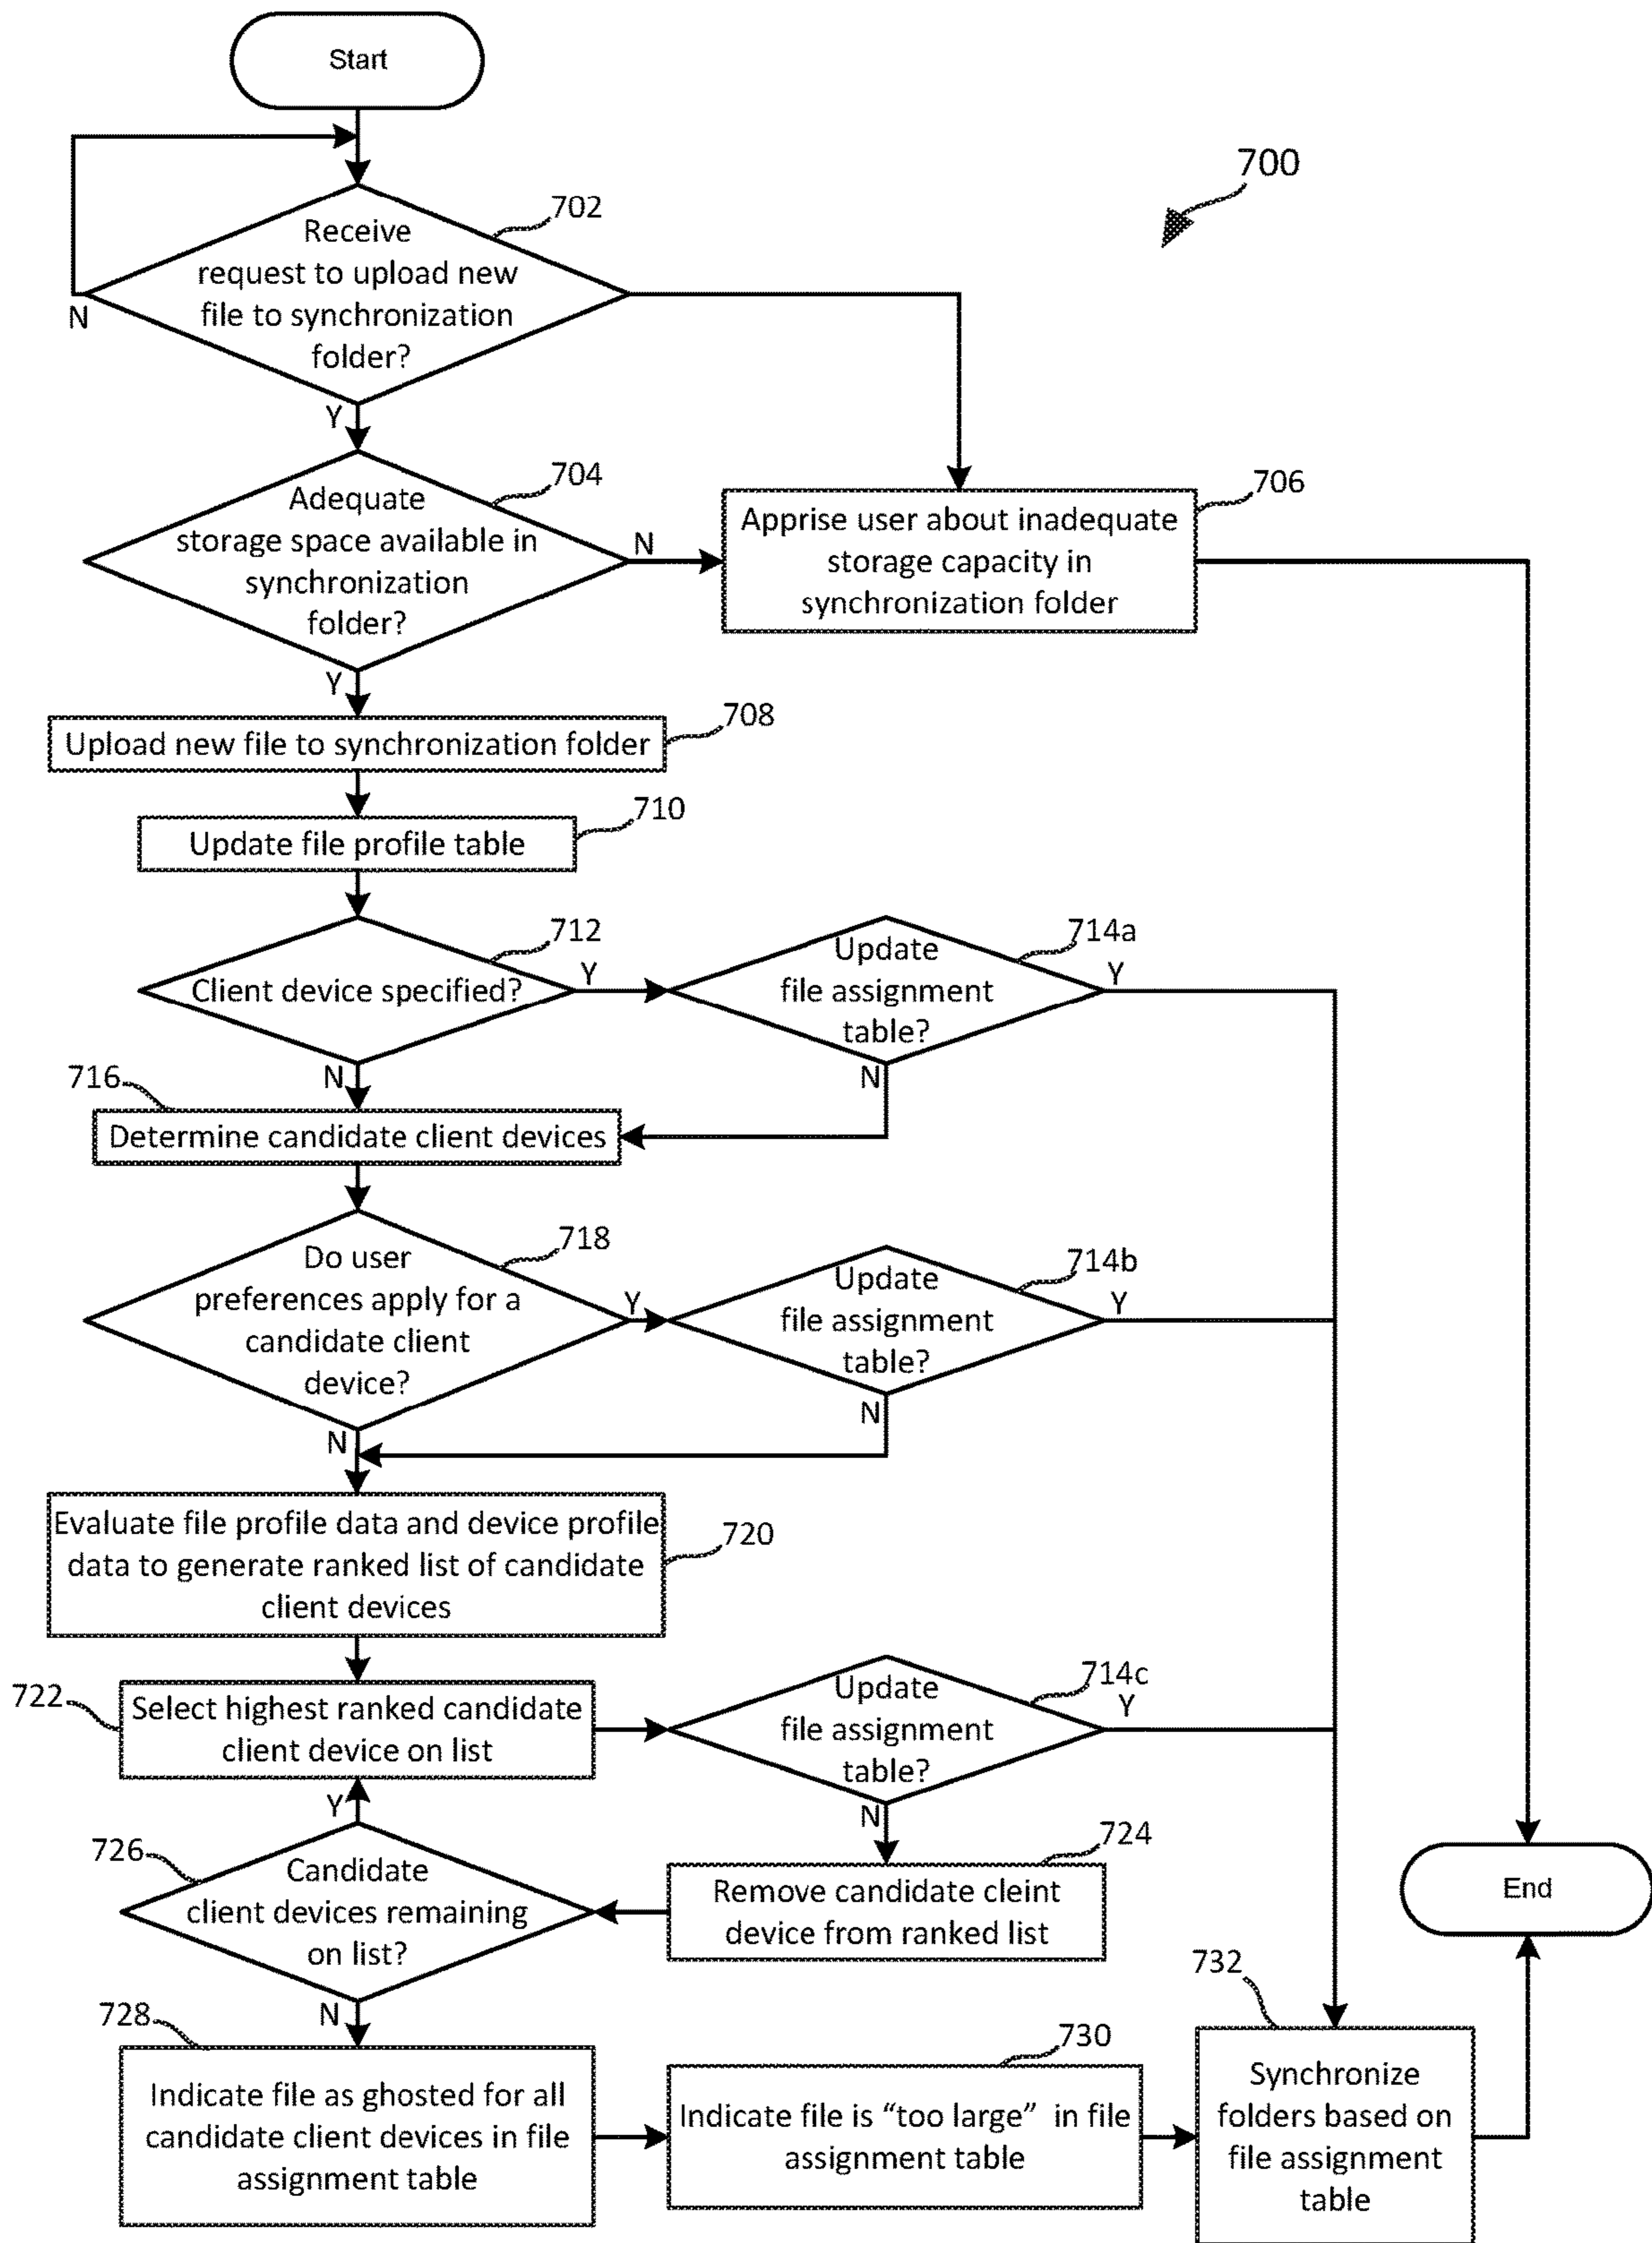 Start
700
702
Receive
request to upload new
file to synchronization
folder?
N
Y
704
Adequate
storage space available in
synchronization
folder?
N
Y
706
Apprise user about inadequate
storage capacity in
synchronization folder
708
Upload new file to synchronization folder
710
Update file profile table
712
Client device specified?
Y
N
714a
Update
file assignment
table?
Y
N
716
Determine candidate client devices
718
Do user
preferences apply for a
candidate client
device?
Y
N
714b
Update
file assignment
table?
Y
N
Evaluate file profile data and device profile
data to generate ranked list of candidate
client devices
720
722
Select highest ranked candidate
client device on list
714c
Update
file assignment
table?
Y
N
724
Remove candidate cleint
device from ranked list
726
Candidate
client devices remaining
on list?
Y
N
End
728
Indicate file as ghosted for all
candidate client devices in file
assignment table
730
Indicate file is “too large” in file
assignment table
732
Synchronize
folders based on
file assignment
table